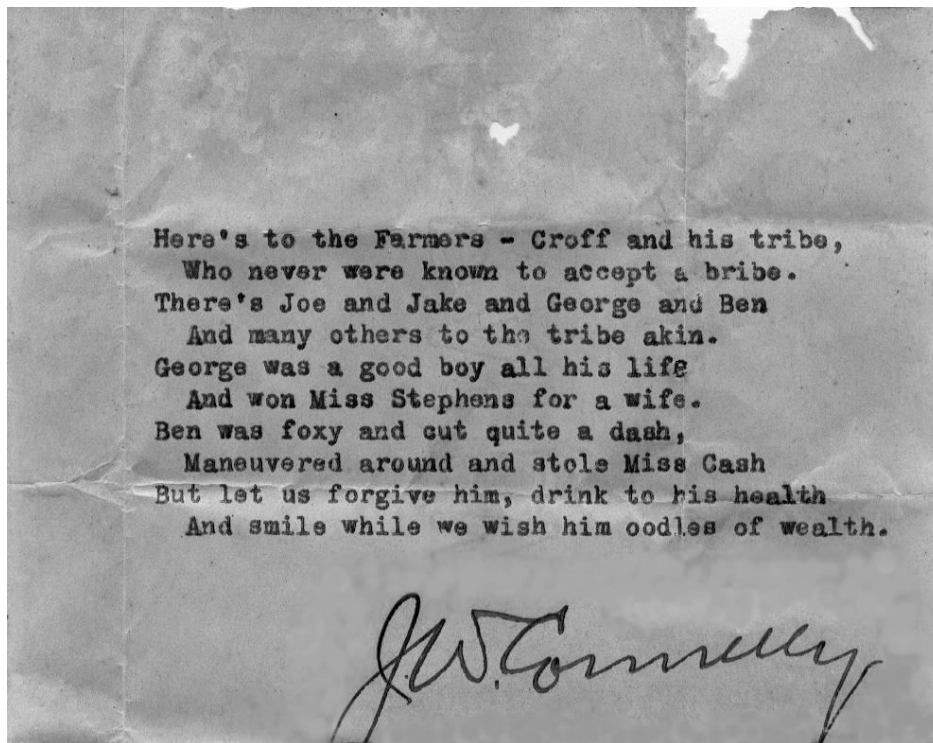 Here's to the Farmers - Croff and his tribe,
Who never were known to accept a bribe.
There's Joe and Jake and George and Ben
And many others to the tribe akin.
George was a good boy all his life
And won Miss Stephens for a wife.
Ben was foxy and cut quite a dash,
Maneuvered around and stole Miss Cash
But let us forgive him, drink to his health
And smile while we wish him oodles of wealth.
J.W. Connelly